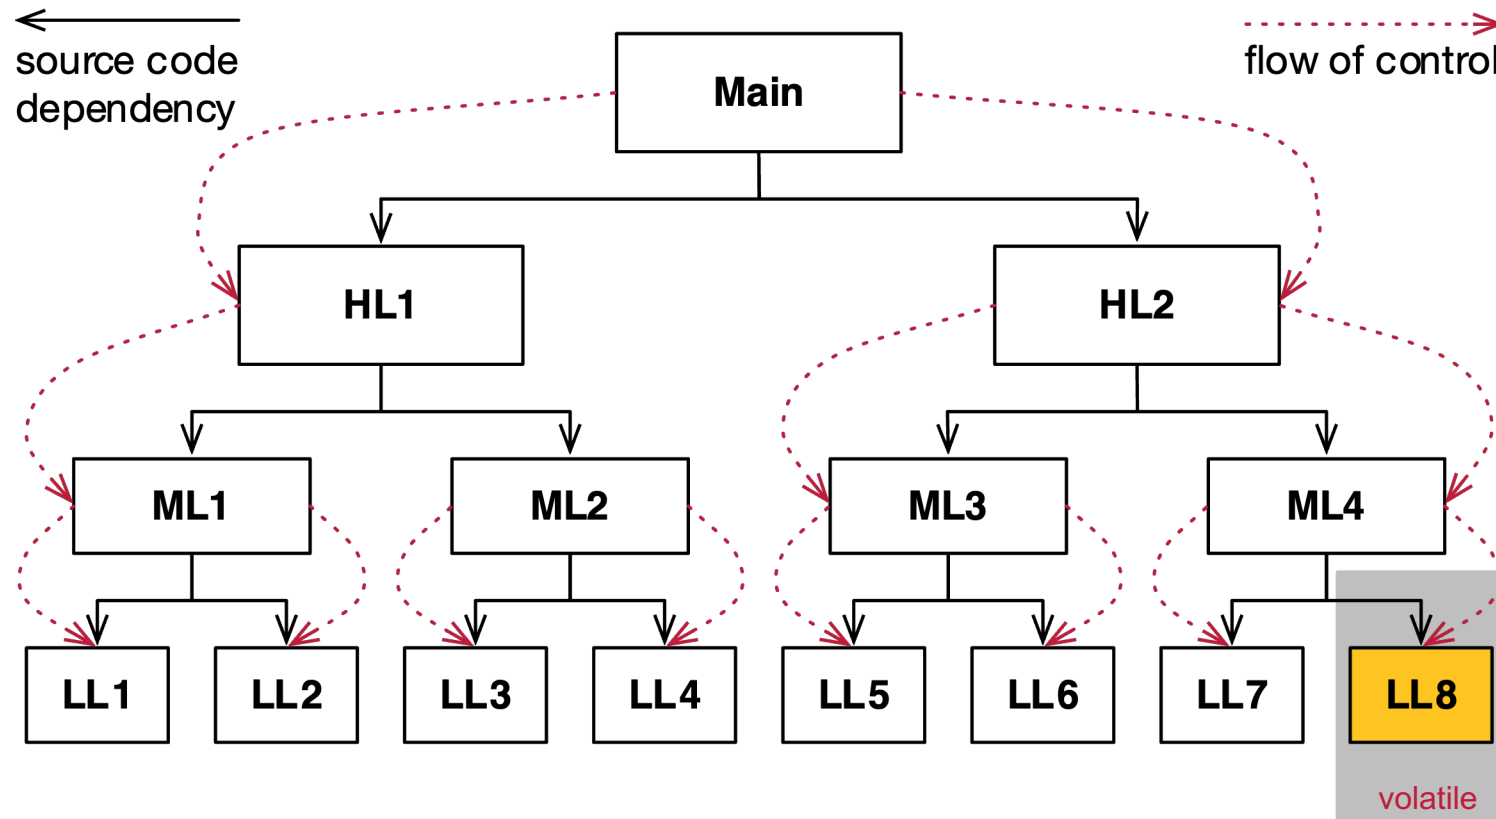 source code
dependency
flow of control
Main
HL1
HL2
ML1
ML2
ML3
ML4
LL1
LL2
LL3
LL4
LL5
LL6
LL7
LL8
volatile